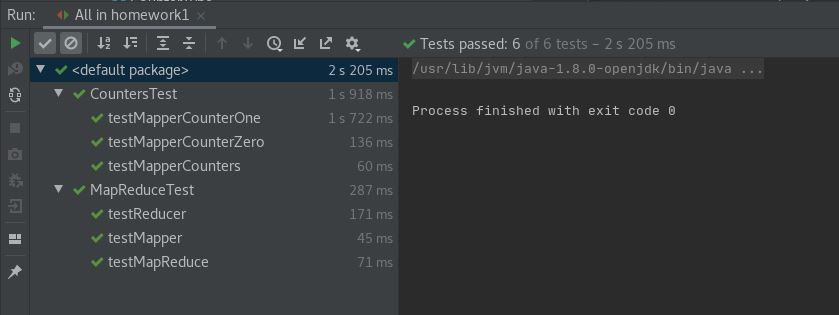 Run: All in homework1
Tests passed: 6 of 6 tests – 2 s 205 ms
<default package> 2 s 205 ms
CountersTest 1 s 918 ms
testMapperCounterOne 1 s 722 ms
testMapperCounterZero 136 ms
testMapperCounters 60 ms
MapReduceTest 287 ms
testReducer 171 ms
testMapper 45 ms
testMapReduce 71 ms
/usr/lib/jvm/java-1.8.0-openjdk/bin/java ...
Process finished with exit code 0